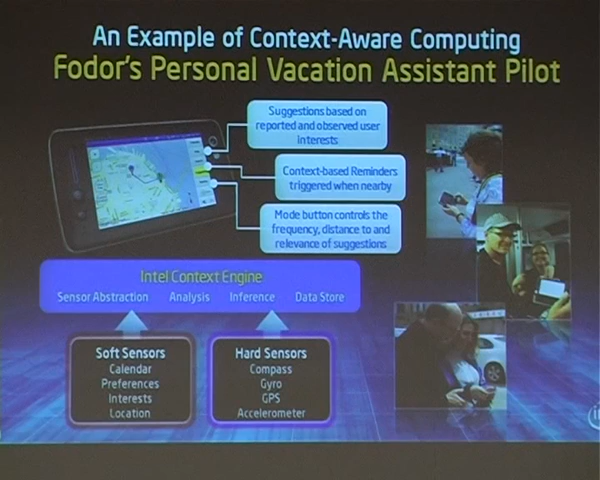 An Example of Context-Aware Computing
Fodor's Personal Vacation Assistant Pilot
Suggestions based on
reported and observed user
interests
Context-based Reminders
triggered when nearby
Mode button controls the
frequency, distance to and
relevance of suggestions
Intel Context Engine
Sensor Abstraction Analysis Inference Data Store
Soft Sensors
Calendar
Preferences
Interests
Location
Hard Sensors
Compass
Gyro
GPS
Accelerometer